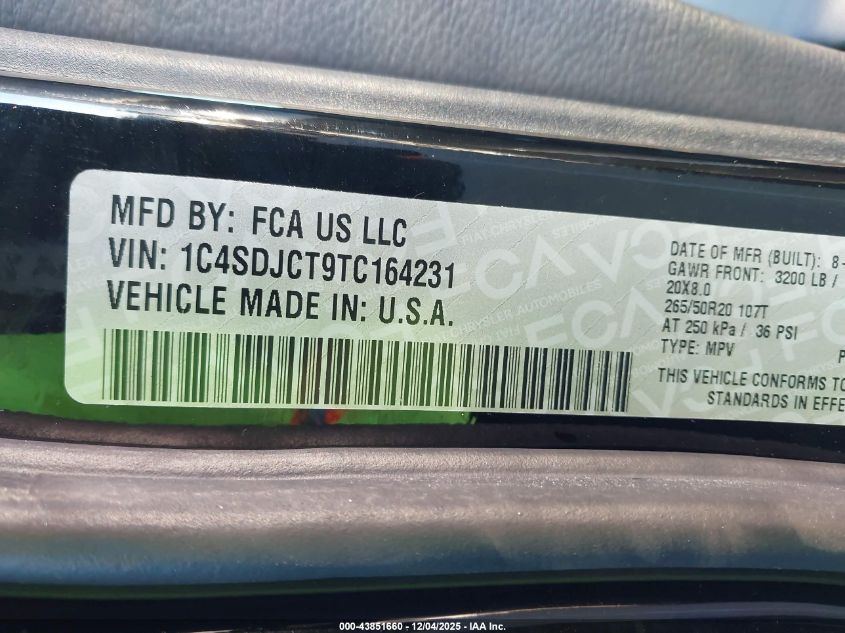 MFD BY: FCA US LLC
VIN: 1C4SDJCT9TC164231
VEHICLE MADE IN: U.S.A.
DATE OF MFR (BUILT): 8-
GAWR FRONT: 3200 LB /
20X8.0
265/50R20 107T
AT 250 kPa / 36 PSI
TYPE: MPV
P
THIS VEHICLE CONFORMS TO
STANDARDS IN EFFE
000-43851660 - 12/04/2025 - IAA Inc.